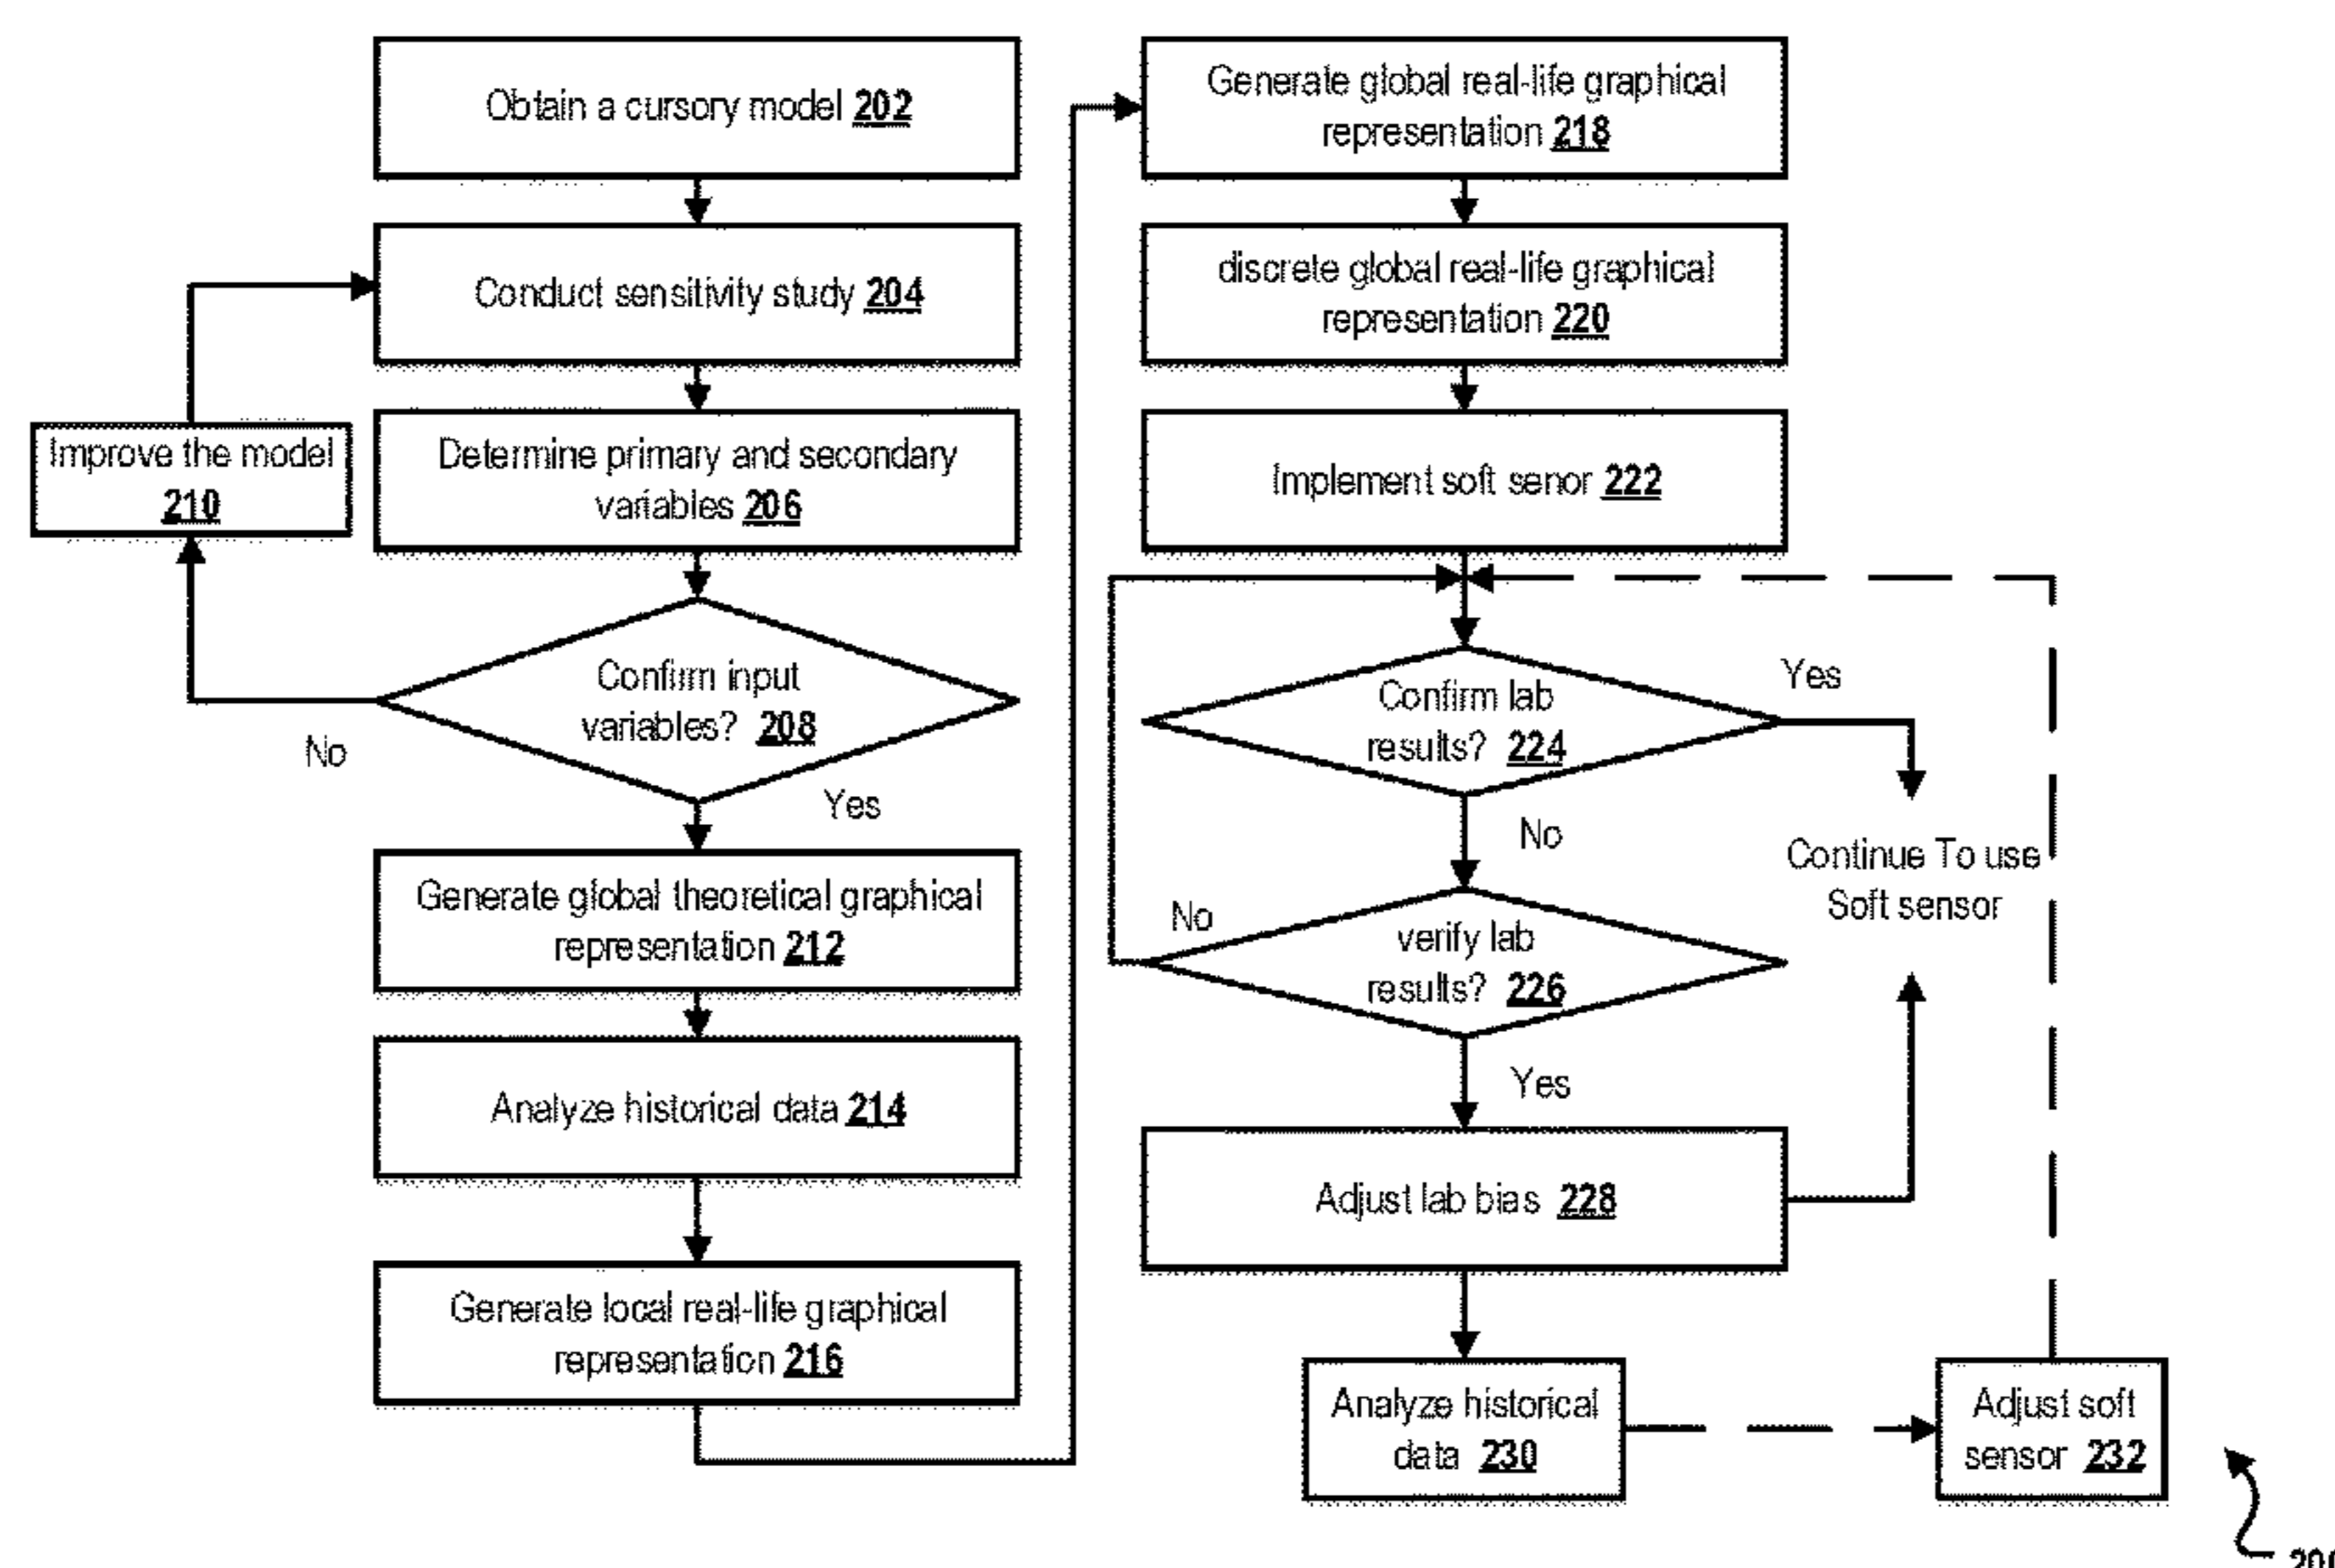 Obtain a cursory model 202
Conduct sensitivity study 204
Improve the model
210
Determine primary and secondary
variables 206
Confirm input
variables? 208
No
Yes
Generate global theoretical graphical
representation 212
Analyze historical data 214
Generate local real-life graphical
representation 216
Generate global real-life graphical
representation 218
discrete global real-life graphical
representation 220
Implement soft senor 222
Confirm lab
results? 224
Yes
No
Continue To use
Soft sensor
verify lab
results? 226
No
Yes
Adjust lab bias 228
Analyze historical
data 230
Adjust soft
sensor 232